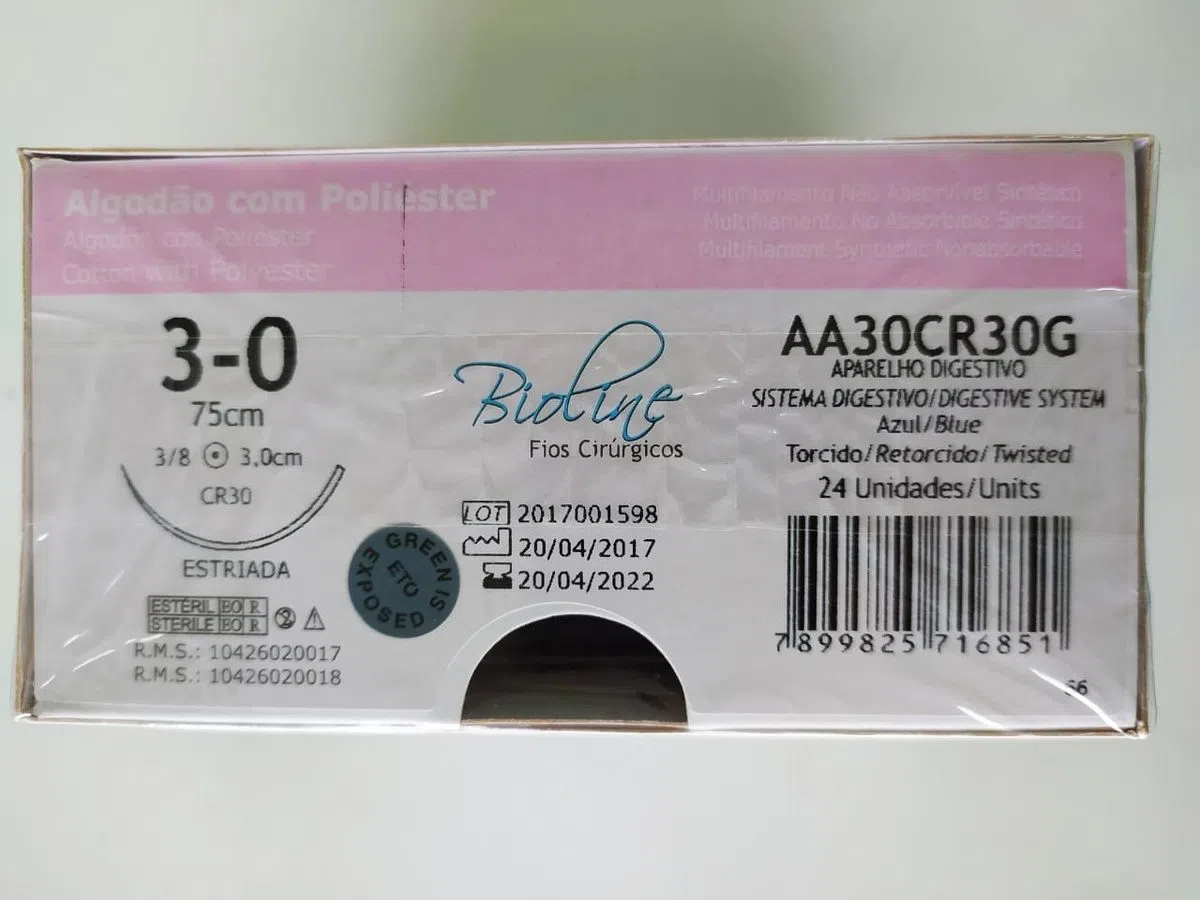 Algodão com Poliéster
Algodon con Poliester
Cotton with Polyester
Multifilamento Não Absorvível Sintético
Multifilamento No Absorbible Sintetico
Multifilament Synthetic Nonabsorbable
3-0
75cm
3/8 3,0cm
CR30
ESTRIADA
ESTÉRIL EO R
STERILE EO R
2
R.M.S.: 10426020017
R.M.S.: 10426020018
GREEN IS EXPOSED
ETO
Bioline
Fios Cirúrgicos
LOT 2017001598
20/04/2017
20/04/2022
AA30CR30G
APARELHO DIGESTIVO
SISTEMA DIGESTIVO/DIGESTIVE SYSTEM
Azul/Blue
Torcido/Retorcido/Twisted
24 Unidades/Units
7 899825 716851